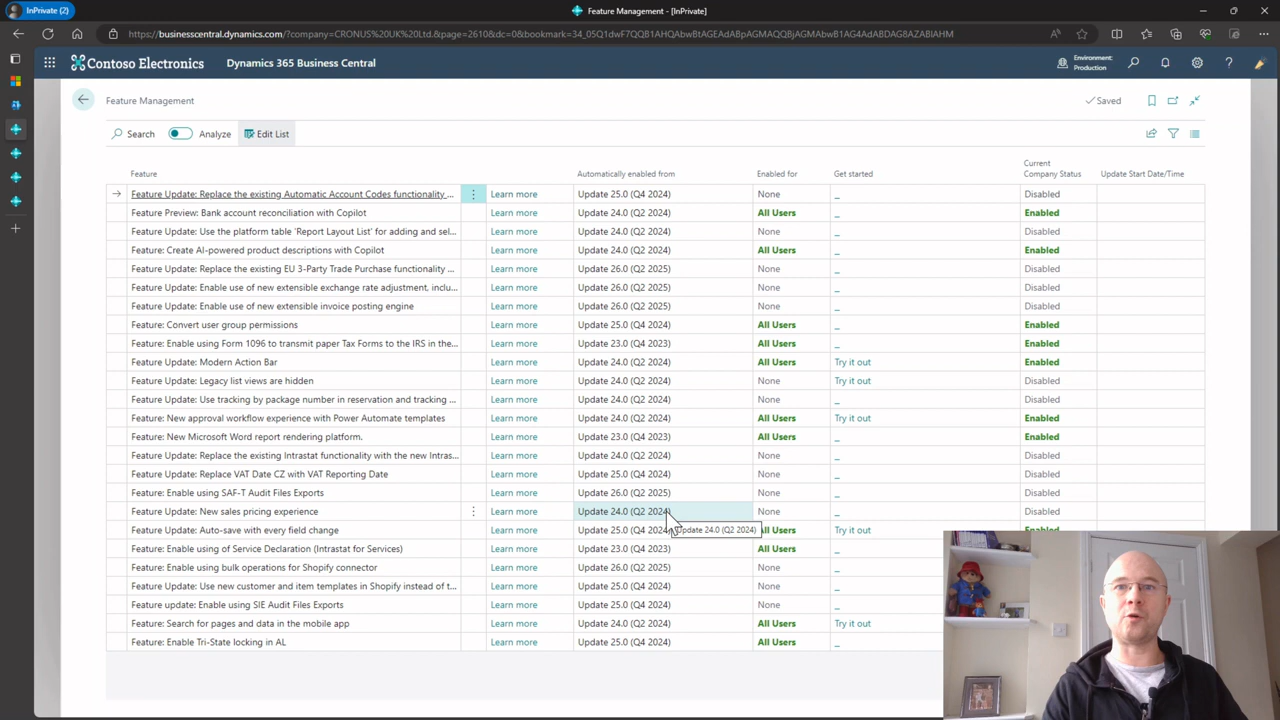 InPrivate (2)
Feature Management - [InPrivate]
https://businesscentral.dynamics.com/?company=CRONUS%20UK%20Ltd.&page=2610&dc=0&bookmark=34_05Q1dwF7QQB1AHQAbwBtAGEAdABpAGMAQQBjAGMAbwB1AG4AdABDAG8AZABlAHM
Contoso Electronics
Dynamics 365 Business Central
Environment:
Production
Feature Management
Saved
Search
Analyze
Edit List
Feature
Automatically enabled from
Enabled for
Get started
Current
Company Status
Update Start Date/Time
Feature Update: Replace the existing Automatic Account Codes functionality ... Learn more Update 25.0 (Q4 2024) None _ Disabled
Feature Preview: Bank account reconciliation with Copilot Learn more Update 24.0 (Q2 2024) All Users _ Enabled
Feature Update: Use the platform table 'Report Layout List' for adding and sel... Learn more Update 24.0 (Q2 2024) None _ Disabled
Feature: Create AI-powered product descriptions with Copilot Learn more Update 24.0 (Q2 2024) All Users _ Enabled
Feature Update: Replace the existing EU 3-Party Trade Purchase functionality ... Learn more Update 26.0 (Q2 2025) None _ Disabled
Feature Update: Enable use of new extensible exchange rate adjustment, inclu... Learn more Update 26.0 (Q2 2025) None _ Disabled
Feature Update: Enable use of new extensible invoice posting engine Learn more Update 26.0 (Q2 2025) None _ Disabled
Feature: Convert user group permissions Learn more Update 25.0 (Q4 2024) All Users _ Enabled
Feature: Enable using Form 1096 to transmit paper Tax Forms to the IRS in the... Learn more Update 23.0 (Q4 2023) All Users _ Enabled
Feature Update: Modern Action Bar Learn more Update 24.0 (Q2 2024) All Users Try it out Enabled
Feature Update: Legacy list views are hidden Learn more Update 24.0 (Q2 2024) None Try it out Disabled
Feature Update: Use tracking by package number in reservation and tracking ... Learn more Update 24.0 (Q2 2024) None _ Disabled
Feature: New approval workflow experience with Power Automate templates Learn more Update 24.0 (Q2 2024) All Users Try it out Enabled
Feature: New Microsoft Word report rendering platform. Learn more Update 23.0 (Q4 2023) All Users _ Enabled
Feature Update: Replace the existing Intrastat functionality with the new Intras... Learn more Update 24.0 (Q2 2024) None _ Disabled
Feature Update: Replace VAT Date CZ with VAT Reporting Date Learn more Update 25.0 (Q4 2024) None _ Disabled
Feature: Enable using SAF-T Audit Files Exports Learn more Update 26.0 (Q2 2025) None _ Disabled
Feature Update: New sales pricing experience Learn more Update 24.0 (Q2 2024) None _ Disabled
Update 24.0 (Q2 2024)
Feature Update: Auto-save with every field change Learn more Update 25.0 (Q4 2024) All Users Try it out
Feature: Enable using of Service Declaration (Intrastat for Services) Learn more Update 23.0 (Q4 2023) All Users _
Feature: Enable using bulk operations for Shopify connector Learn more Update 26.0 (Q2 2025) None _
Feature Update: Use new customer and item templates in Shopify instead of t... Learn more Update 25.0 (Q4 2024) None _
Feature update: Enable using SIE Audit Files Exports Learn more Update 25.0 (Q4 2024) None _
Feature: Search for pages and data in the mobile app Learn more Update 24.0 (Q2 2024) All Users Try it out
Feature: Enable Tri-State locking in AL Learn more Update 25.0 (Q4 2024) All Users _